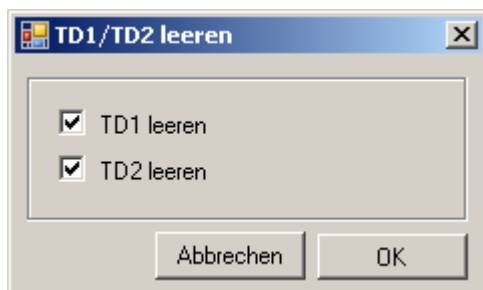 TD1/TD2 leeren
TD1 leeren
TD2 leeren
Abbrechen
OK